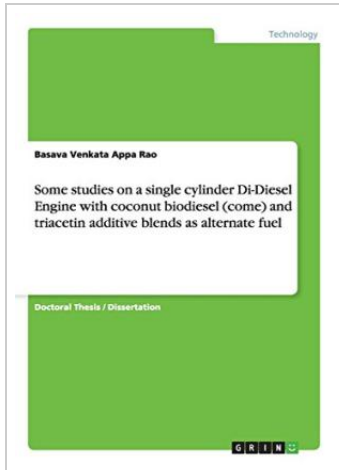 Technology
Basava Venkata Appa Rao
Some studies on a single cylinder Di-Diesel
Engine with coconut biodiesel (come) and
triacetin additive blends as alternate fuel
Doctoral Thesis / Dissertation
GRIN